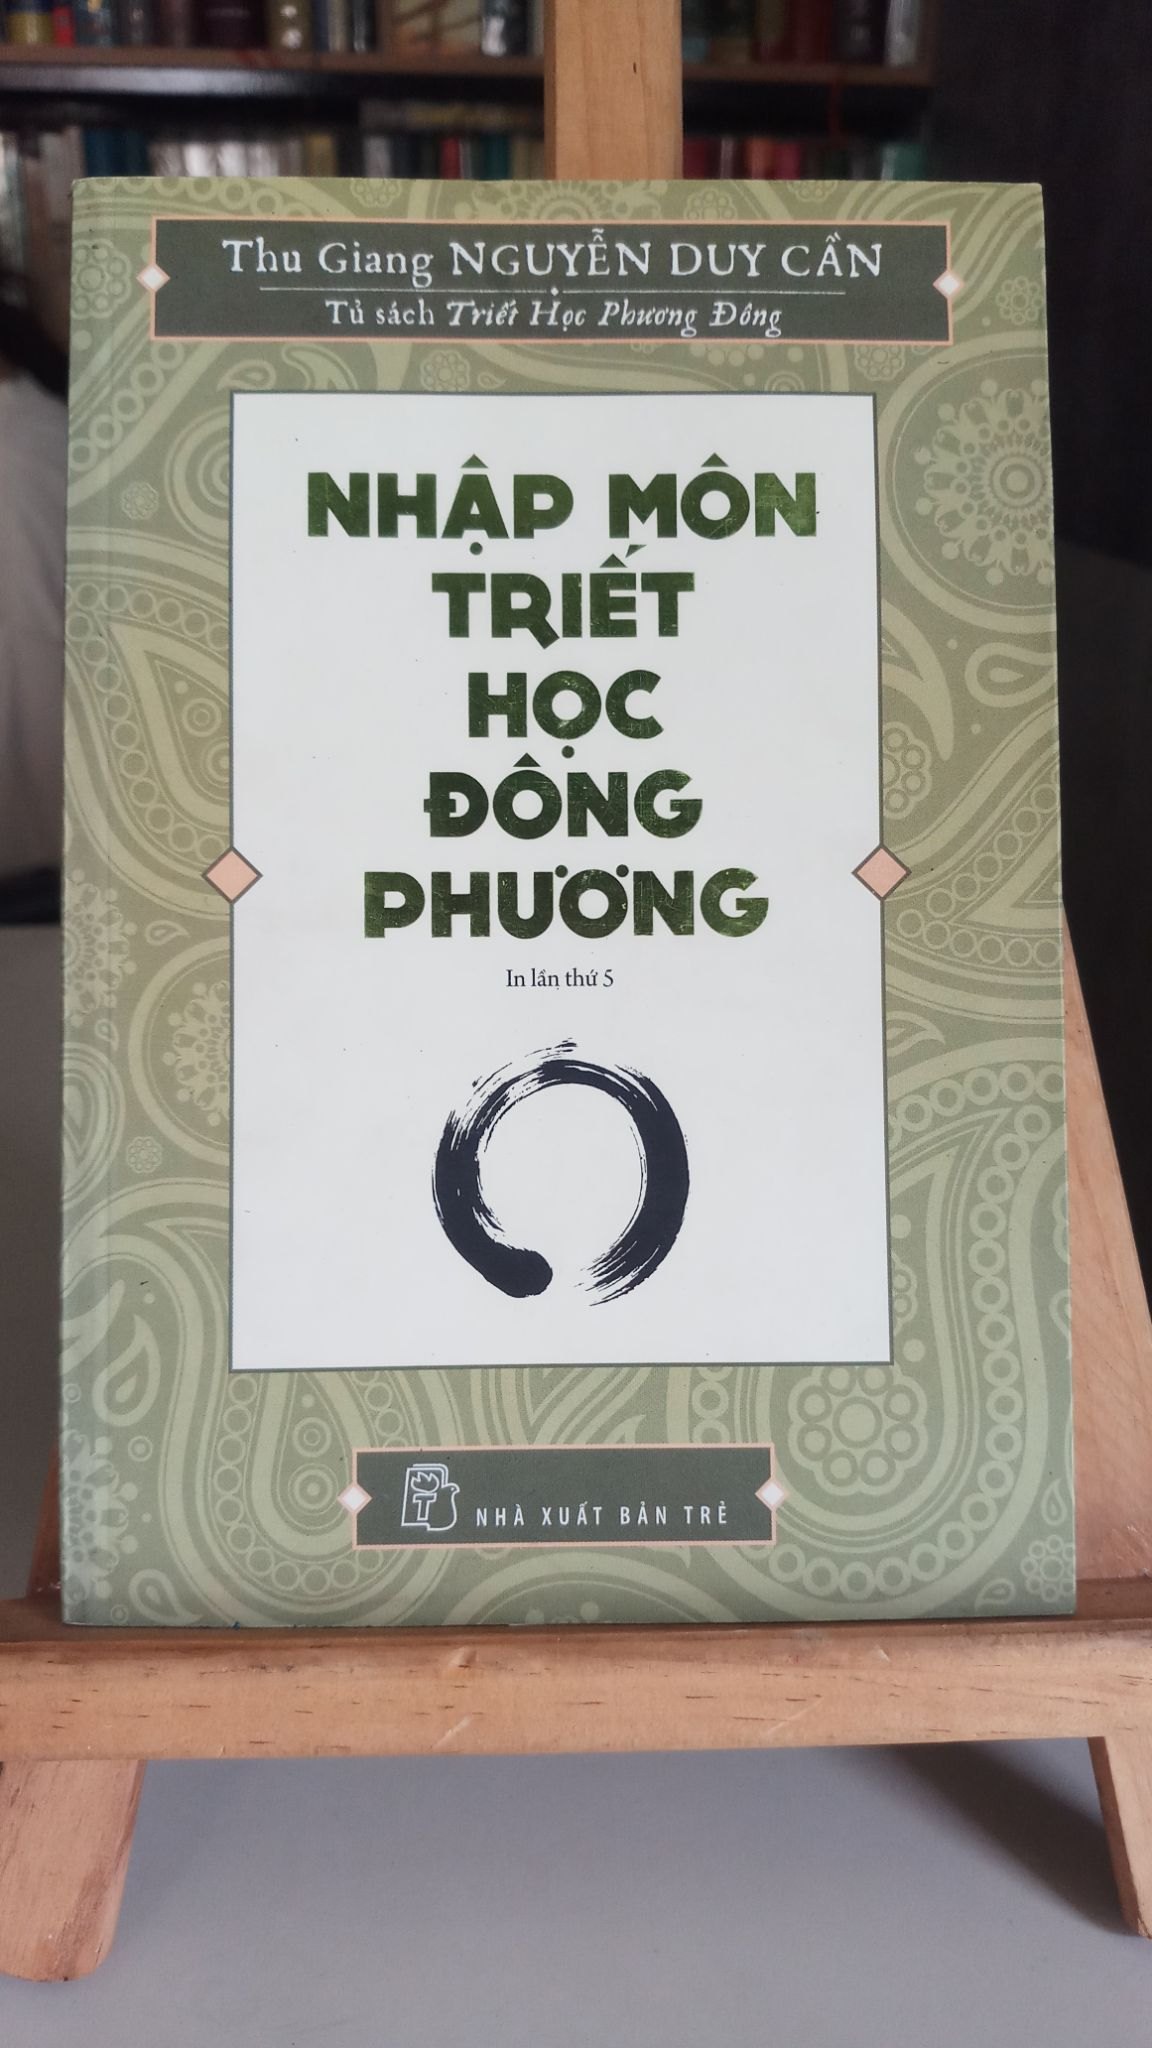 Thu Giang NGUYỄN DUY CẦN
Tủ sách Triết Học Phương Đông
NHẬP MÔN
TRIẾT
HỌC
ĐÔNG
PHƯƠNG
In lần thứ 5
T
NHÀ XUẤT BẢN TRẺ